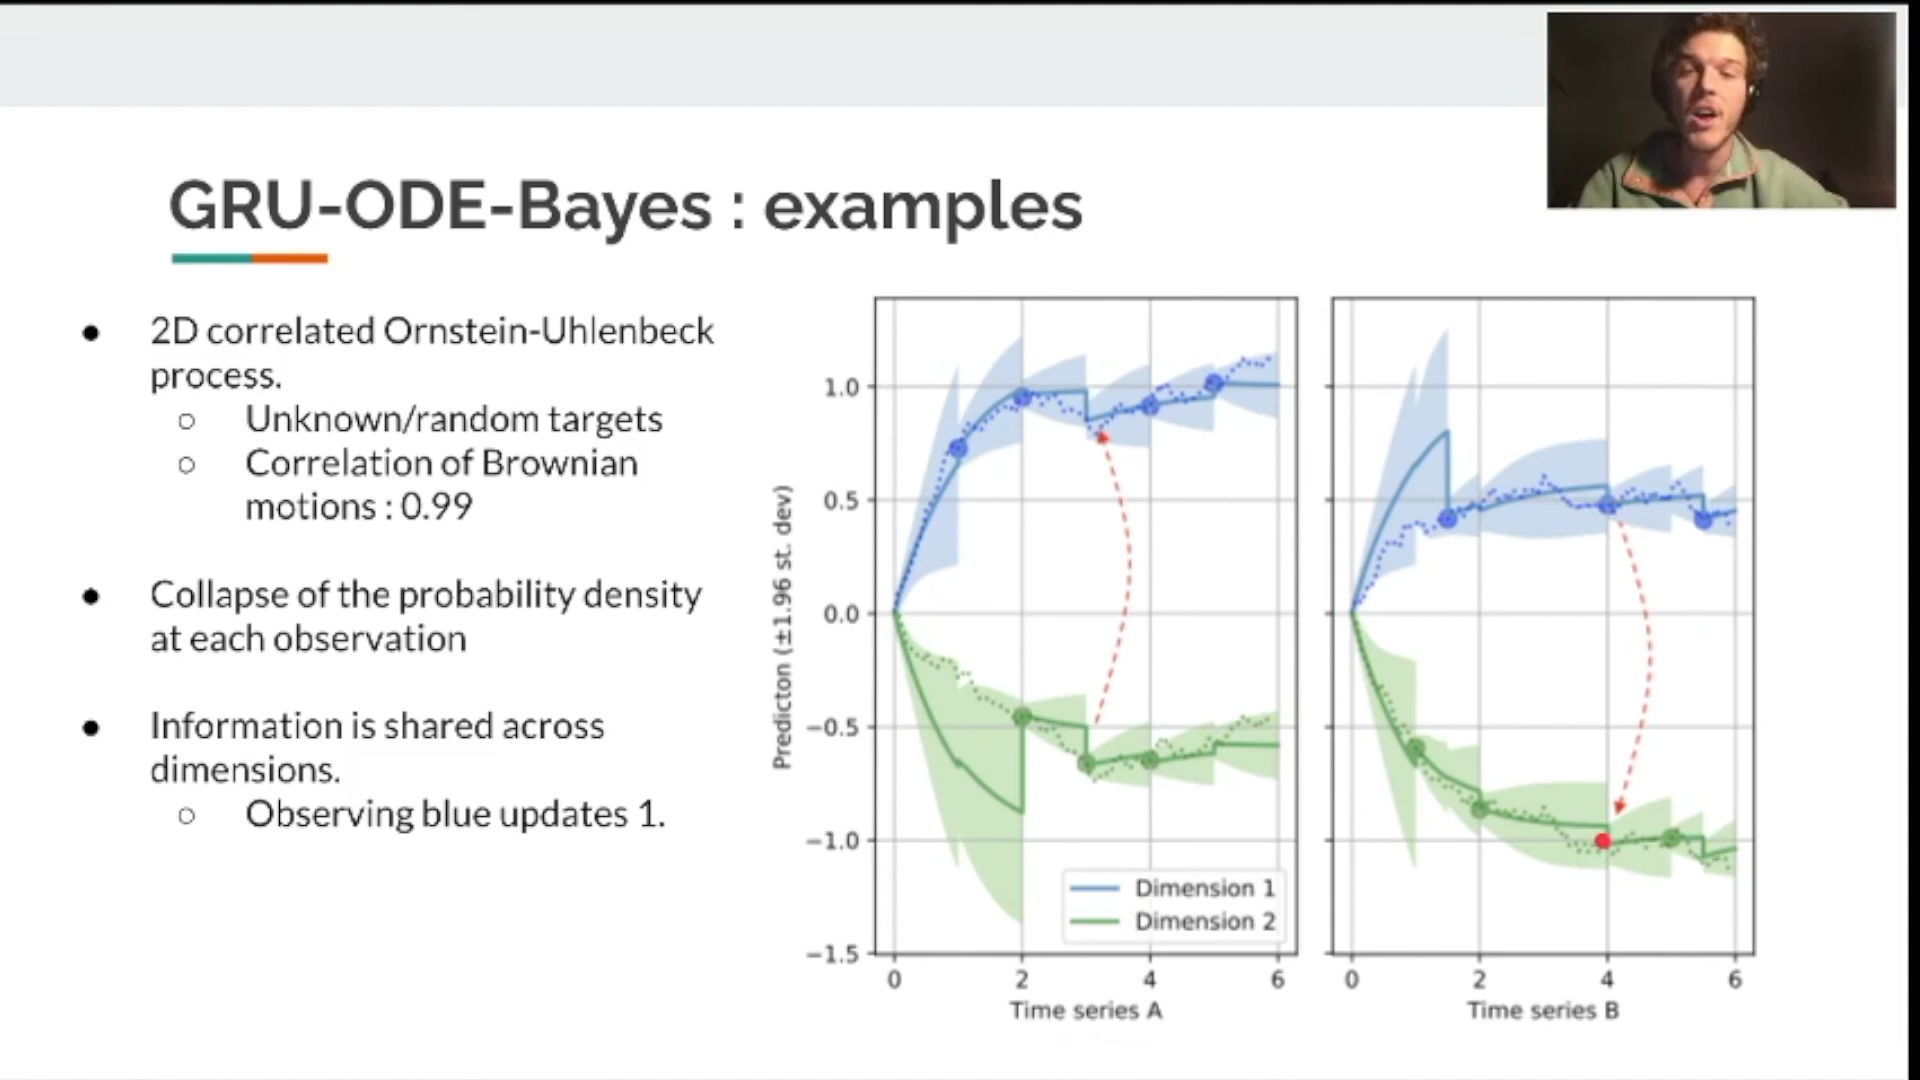 GRU-ODE-Bayes : examples
● 2D correlated Ornstein-Uhlenbeck
process.
○ Unknown/random targets
○ Correlation of Brownian
motions : 0.99
● Collapse of the probability density
at each observation
● Information is shared across
dimensions.
○ Observing blue updates 1.
Predicton (±1.96 st. dev)
1.0
0.5
0.0
−0.5
−1.0
−1.5
Dimension 1
Dimension 2
0 2 4 6
Time series A
0 2 4 6
Time series B